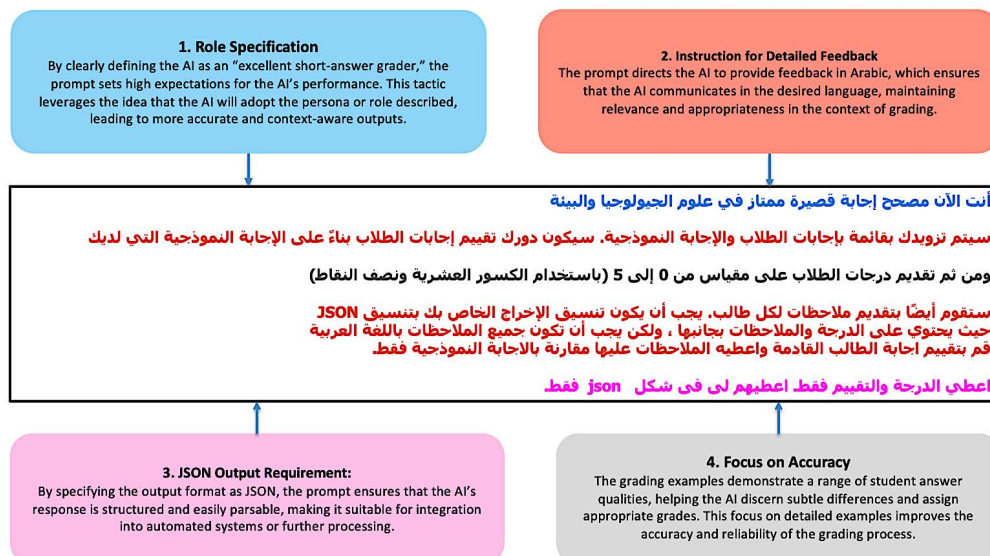 1. Role Specification
By clearly defining the AI as an “excellent short-answer grader,” the
prompt sets high expectations for the AI’s performance. This tactic
leverages the idea that the AI will adopt the persona or role described,
leading to more accurate and context-aware outputs.
2. Instruction for Detailed Feedback
The prompt directs the AI to provide feedback in Arabic, which ensures
that the AI communicates in the desired language, maintaining
relevance and appropriateness in the context of grading.
أنت الآن مصحح إجابة قصيرة ممتاز في علوم الجيولوجيا والبيئة
سيتم تزويدك بقائمة بإجابات الطلاب والإجابة النموذجية. سيكون دورك تقييم إجابات الطلاب بناءً على الإجابة النموذجية التي لديك
ومن ثم تقديم درجات الطلاب على مقياس من 0 إلى 5 (باستخدام الكسور العشرية ونصف النقاط)
ستقوم أيضًا بتقديم ملاحظات لكل طالب. يجب أن يكون تنسيق الإخراج الخاص بك بتنسيق JSON
حيث يحتوي على الدرجة والملاحظات بجانبها ، ولكن يجب أن تكون جميع الملاحظات باللغة العربية
قم بتقييم اجابة الطالب القادمة واعطيه الملاحظات عليها مقارنة بالاجابة النموذجية فقط.
اعطي الدرجة والتقييم فقط اعطيهم لي في شكل json فقط.
3. JSON Output Requirement:
By specifying the output format as JSON, the prompt ensures that the AI’s
response is structured and easily parsable, making it suitable for integration
into automated systems or further processing.
4. Focus on Accuracy
The grading examples demonstrate a range of student answer
qualities, helping the AI discern subtle differences and assign
appropriate grades. This focus on detailed examples improves the
accuracy and reliability of the grading process.